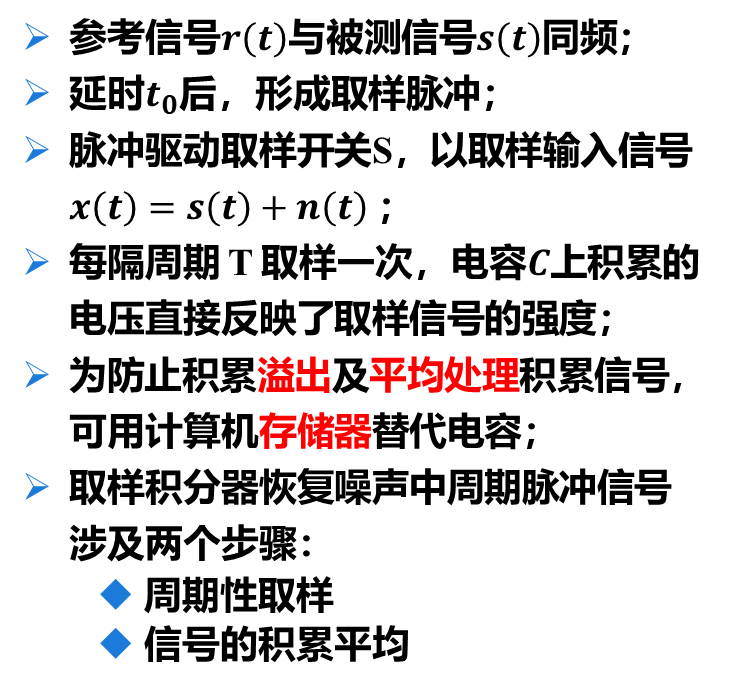 参考信号r(t)与被测信号s(t)同频；
延时t₀后，形成取样脉冲；
脉冲驱动取样开关S，以取样输入信号
x(t) = s(t) + n(t)；
每隔周期 T 取样一次，电容C上积累的
电压直接反映了取样信号的强度；
为防止积累溢出及平均处理积累信号，
可用计算机存储器替代电容；
取样积分器恢复噪声中周期脉冲信号
涉及两个步骤：
周期性取样
信号的积累平均